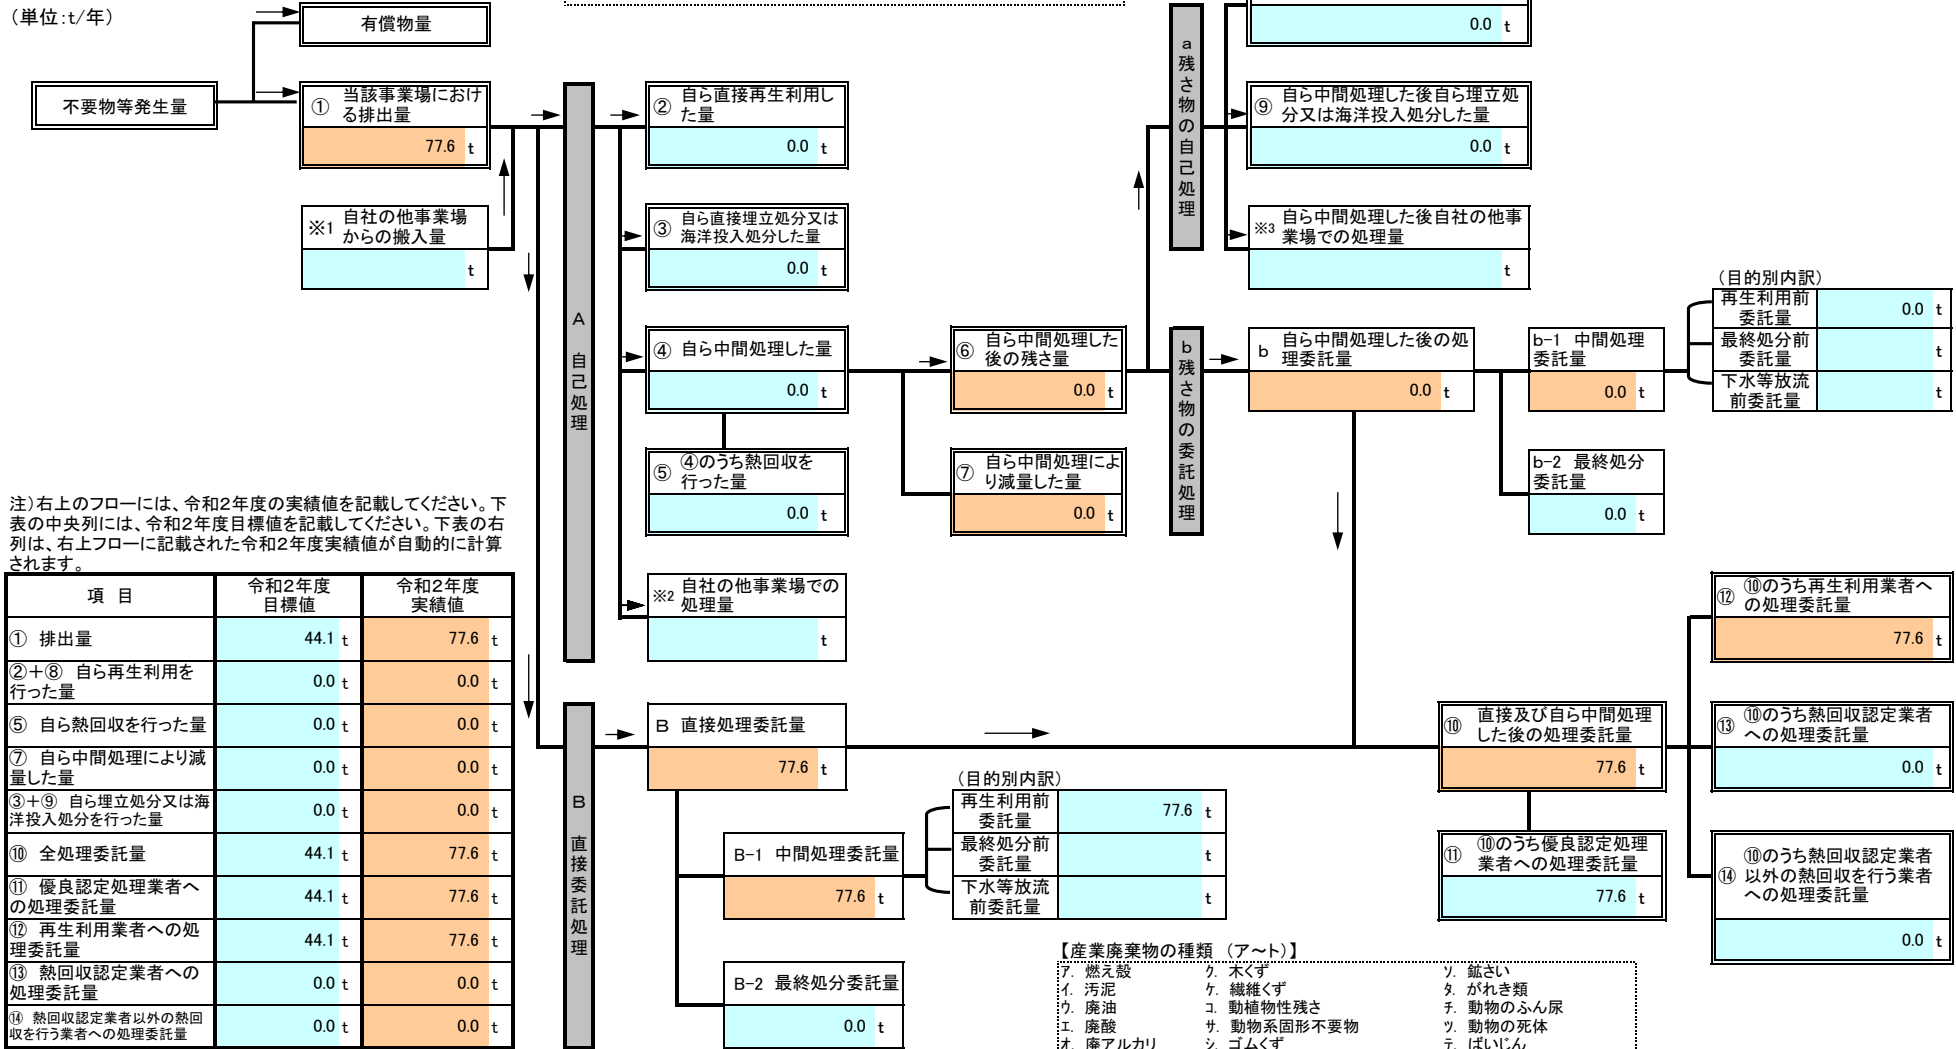 (単位:t/年)
有償物量
不要物等発生量
① 当該事業場におけ
る排出量
77.6 t
※1 自社の他事業場
からの搬入量
t
A 自己処理
② 自ら直接再生利用し
た量
0.0 t
③ 自ら直接埋立処分又は
海洋投入処分した量
0.0 t
④ 自ら中間処理した量
0.0 t
⑤ ④のうち熱回収を
行った量
0.0 t
※2 自社の他事業場での
処理量
t
⑥ 自ら中間処理した
後の残さ量
0.0 t
⑦ 自ら中間処理によ
り減量した量
0.0 t
a 残さ物の自己処理
0.0 t
⑨ 自ら中間処理した後自ら埋立処
分又は海洋投入処分した量
0.0 t
※3 自ら中間処理した後自社の他事
業場での処理量
t
b 残さ物の委託処理
b 自ら中間処理した後の処
理委託量
0.0 t
b-1 中間処理
委託量
0.0 t
b-2 最終処分
委託量
0.0 t
(目的別内訳)
再生利用前
委託量
0.0 t
最終処分前
委託量
t
下水等放流
前委託量
t
注)右上のフローには、令和2年度の実績値を記載してください。下
表の中央列には、令和2年度目標値を記載してください。下表の右
列は、右上フローに記載された令和2年度実績値が自動的に計算
されます。
項 目 令和2年度 目標値 令和2年度 実績値
① 排出量 44.1 t 77.6 t
②+⑧ 自ら再生利用を
行った量 0.0 t 0.0 t
⑤ 自ら熱回収を行った量 0.0 t 0.0 t
⑦ 自ら中間処理により減
量した量 0.0 t 0.0 t
③+⑨ 自ら埋立処分又は海
洋投入処分を行った量 0.0 t 0.0 t
⑩ 全処理委託量 44.1 t 77.6 t
⑪ 優良認定処理業者へ
の処理委託量 44.1 t 77.6 t
⑫ 再生利用業者への処
理委託量 44.1 t 77.6 t
⑬ 熱回収認定業者への
処理委託量 0.0 t 0.0 t
⑭ 熱回収認定業者以外の熱回
収を行う業者への処理委託量 0.0 t 0.0 t
B 直接委託処理
B 直接処理委託量
77.6 t
B-1 中間処理委託量
77.6 t
B-2 最終処分委託量
0.0 t
(目的別内訳)
再生利用前
委託量
77.6 t
最終処分前
委託量
t
下水等放流
前委託量
t
⑩ 直接及び自ら中間処理
した後の処理委託量
77.6 t
⑪ ⑩のうち優良認定処理
業者への処理委託量
77.6 t
⑫ ⑩のうち再生利用業者へ
の処理委託量
77.6 t
⑬ ⑩のうち熱回収認定業者
への処理委託量
0.0 t
⑭ ⑩のうち熱回収認定業者
以外の熱回収を行う業者
への処理委託量
0.0 t
【産業廃棄物の種類 (ア~ト)】
ア. 燃え殻 ク. 木くず ソ. 鉱さい
イ. 汚泥 ケ. 繊維くず タ. がれき類
ウ. 廃油 コ. 動植物性残さ チ. 動物のふん尿
エ. 廃酸 サ. 動物系固形不要物 ツ. 動物の死体
オ. 廃アルカリ シ. ゴムくず テ. ばいじん